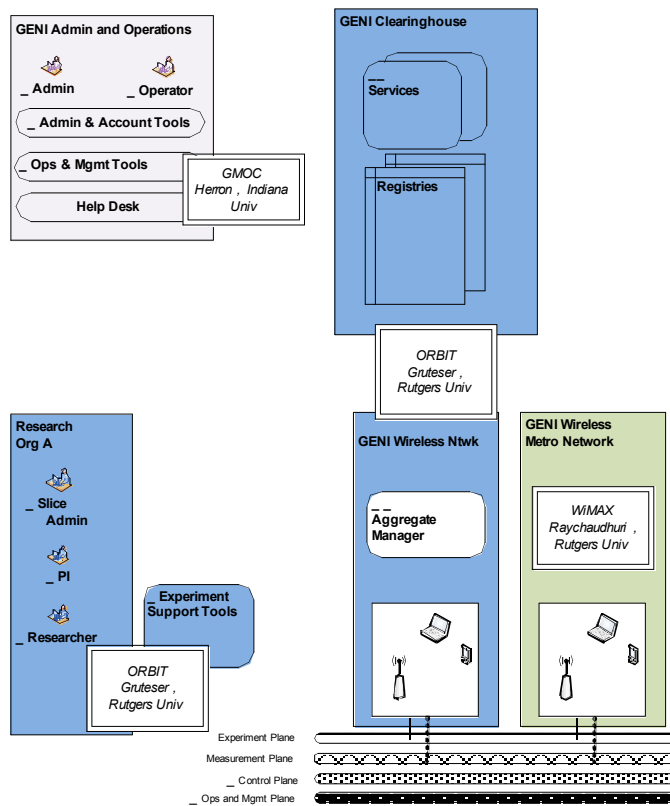 GENI Admin and Operations
_ Admin
_ Operator
_ Admin & Account Tools
_ Ops & Mgmt Tools
Help Desk
GMOC
Herron , Indiana
Univ
GENI Clearinghouse
_ _
Services
Registries
ORBIT
Gruteser ,
Rutgers Univ
Research
Org A
_ Slice
Admin
_ PI
_ Researcher
_ Experiment
Support Tools
ORBIT
Gruteser ,
Rutgers Univ
GENI Wireless Ntwk
_ _
Aggregate
Manager
GENI Wireless
Metro Network
WiMAX
Raychaudhuri ,
Rutgers Univ
Experiment Plane
Measurement Plane
_ Control Plane
_ Ops and Mgmt Plane